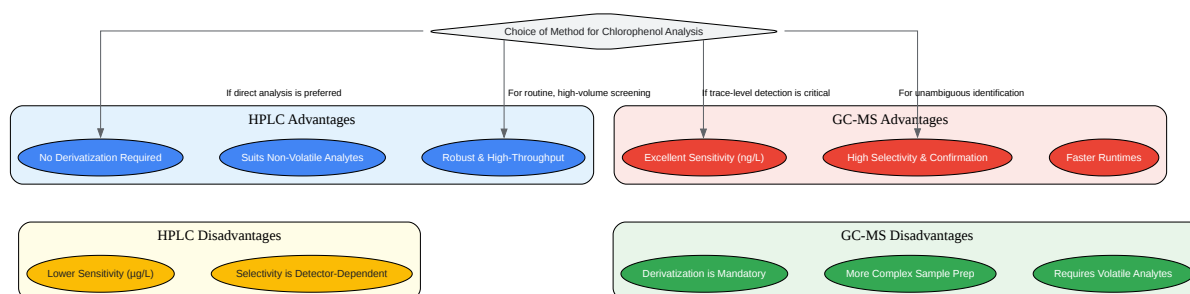 Choice of Method for Chlorophenol Analysis
If direct analysis is preferred
For routine, high-volume screening
If trace-level detection is critical
For unambiguous identification
HPLC Advantages
No Derivatization Required
Suits Non-Volatile Analytes
Robust & High-Throughput
GC-MS Advantages
Excellent Sensitivity (ng/L)
High Selectivity & Confirmation
Faster Runtimes
HPLC Disadvantages
Lower Sensitivity (µg/L)
Selectivity is Detector-Dependent
GC-MS Disadvantages
Derivatization is Mandatory
More Complex Sample Prep
Requires Volatile Analytes